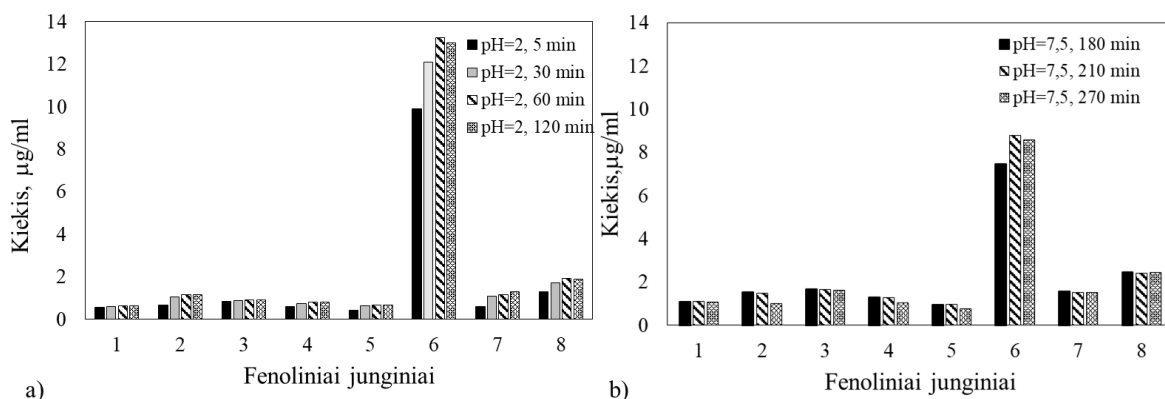 14
12
10
8
6
4
2
0
Kiekis, µg/ml
pH=2, 5 min
pH=2, 30 min
pH=2, 60 min
pH=2, 120 min
1 2 3 4 5 6 7 8
Fenoliniai junginiai
a)
14
12
10
8
6
4
2
0
Kiekis,µg/ml
pH=7,5, 180 min
pH=7,5, 210 min
pH=7,5, 270 min
1 2 3 4 5 6 7 8
Fenoliniai junginiai
b)